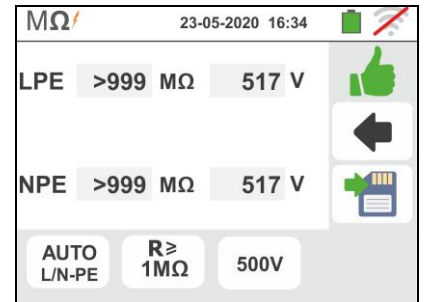 MΩ 23-05-2020 16:34
LPE >999 MΩ 517 V
NPE >999 MΩ 517 V
AUTO L/N-PE
R≥ 1MΩ
500V